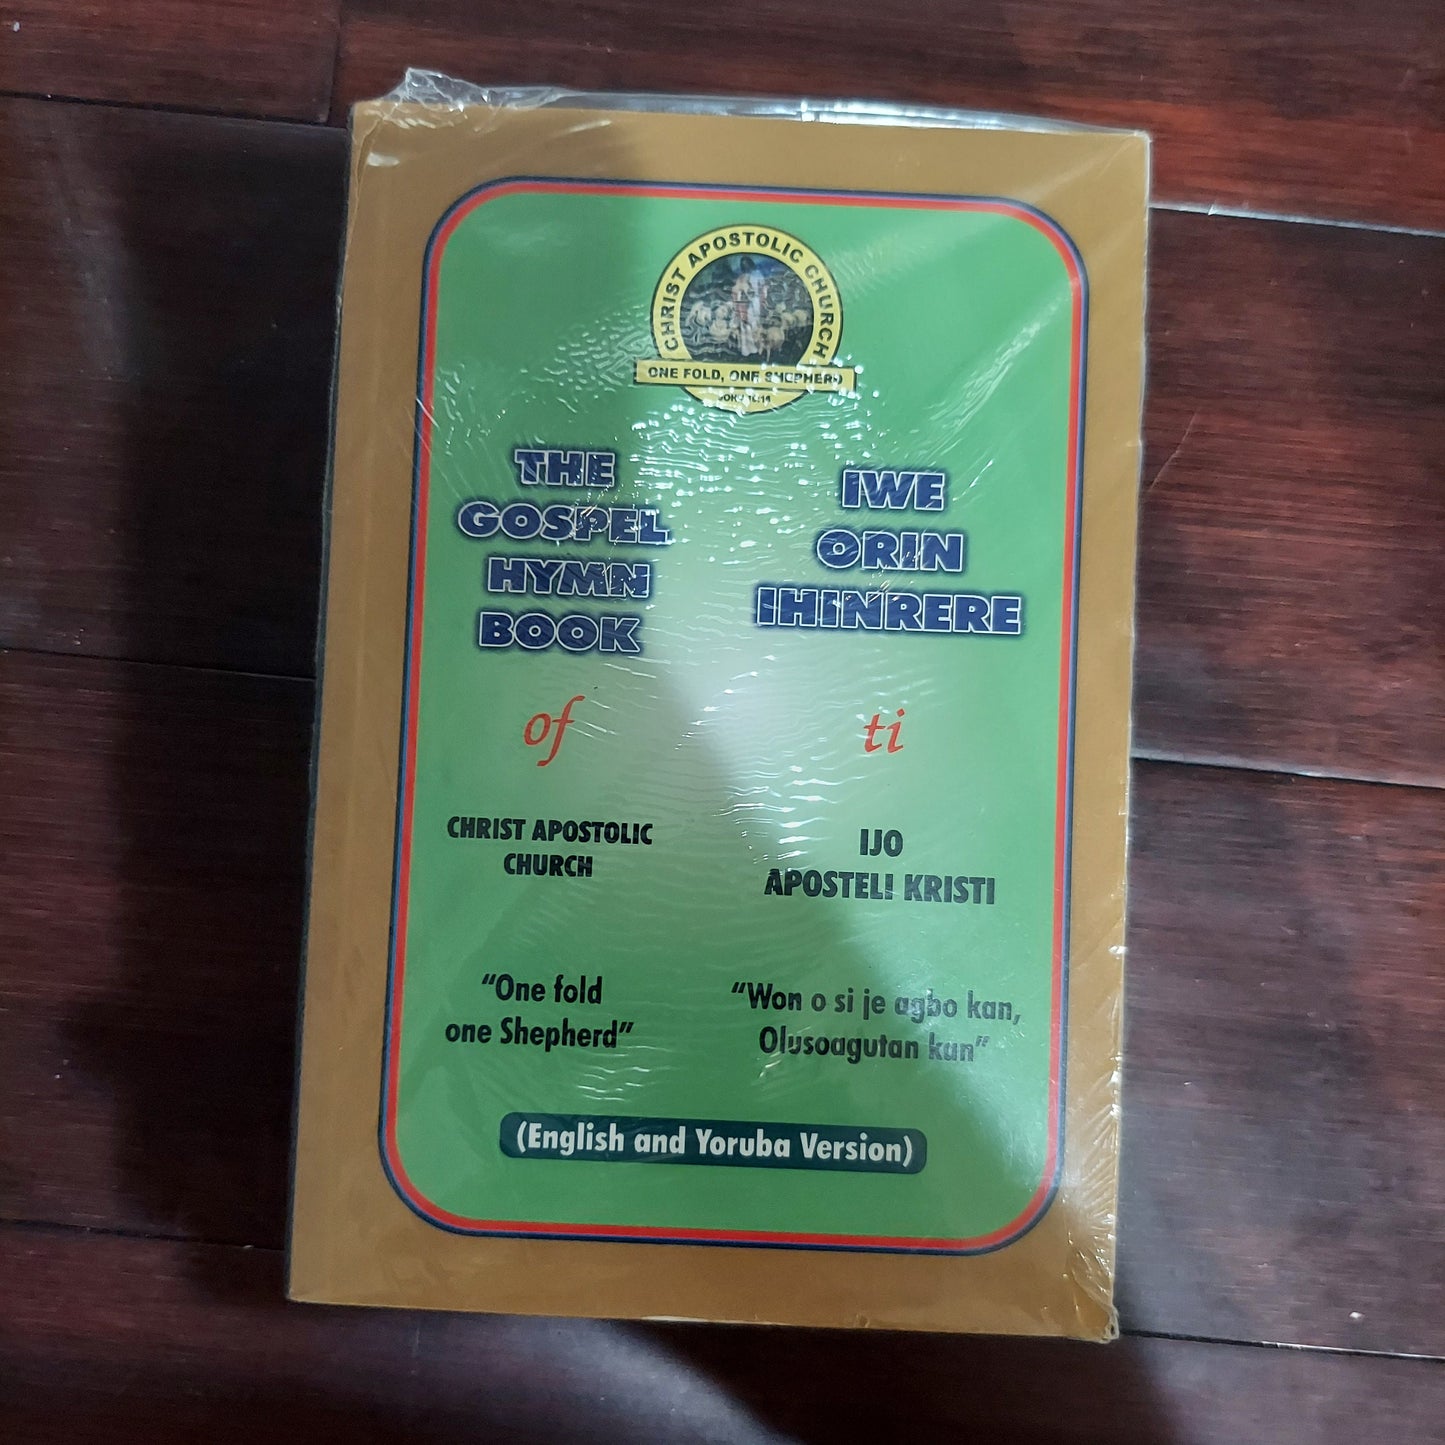 CHRIST APOSTOLIC CHURCH
ONE FOLD, ONE SHEPHERD
THE
GOSPEL
HYMN
BOOK
of
CHRIST APOSTOLIC
CHURCH
“One fold
one Shepherd”
IWE
ORIN
IHINRERE
ti
IJO
APOSTELI KRISTI
“Won o si je agbo kan,
Olusoagutan kan”
(English and Yoruba Version)